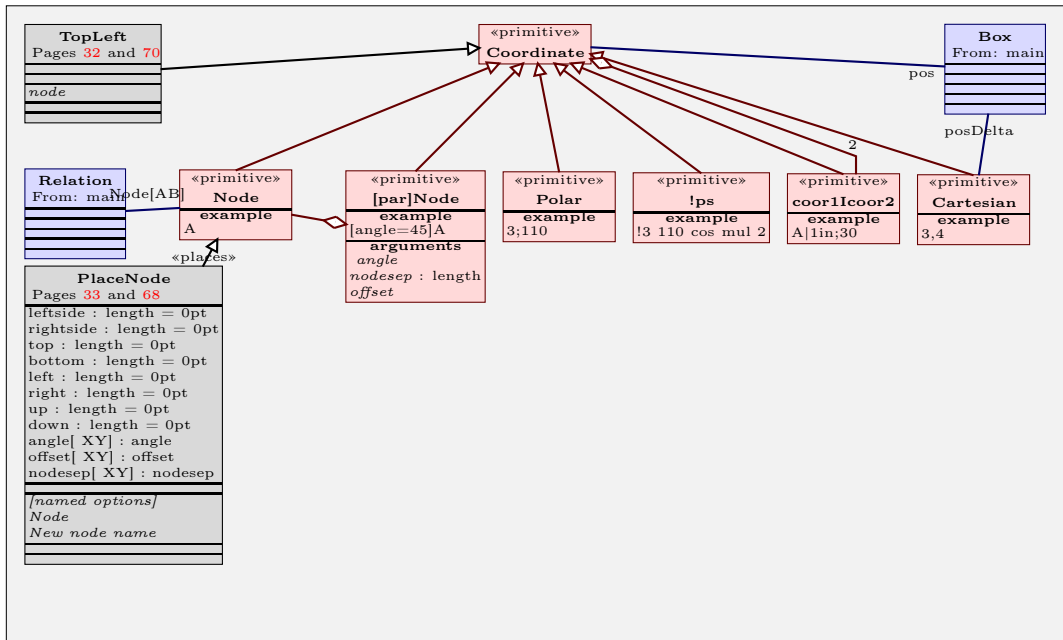 TopLeft
Pages 32 and 70
node
«primitive»
Coordinate
Box
From: main
pos
posDelta
2
Relation
From: main
Node[AB]
«primitive»
Node
example
A
«primitive»
[par]Node
example
[angle=45]A
arguments
angle
nodesep : length
offset
«primitive»
Polar
example
3;110
«primitive»
!ps
example
!3 110 cos mul 2
«primitive»
coor1Icoor2
example
A|1in;30
«primitive»
Cartesian
example
3,4
«places»
PlaceNode
Pages 33 and 68
leftside : length = 0pt
rightside : length = 0pt
top : length = 0pt
bottom : length = 0pt
left : length = 0pt
right : length = 0pt
up : length = 0pt
down : length = 0pt
angle[ XY] : angle
offset[ XY] : offset
nodesep[ XY] : nodesep
[named options]
Node
New node name